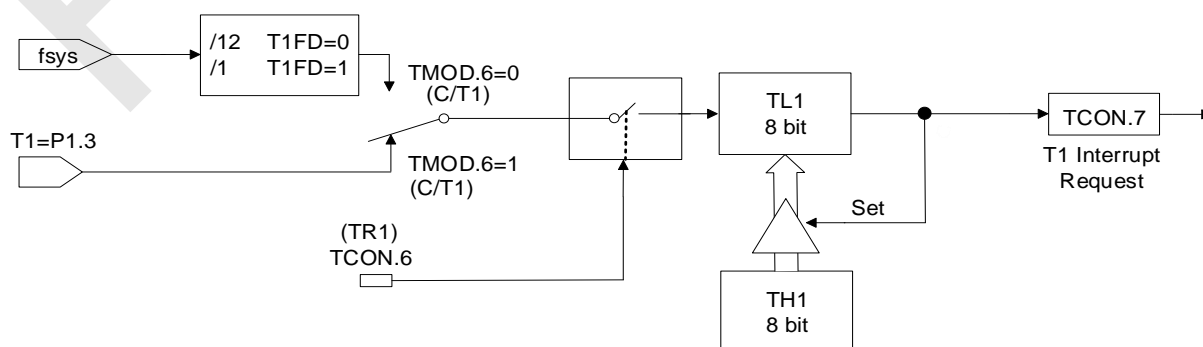 fsys
/12 T1FD=0
/1 T1FD=1
TMOD.6=0
(C/T1)
T1=P1.3
TMOD.6=1
(C/T1)
(TR1)
TCON.6
TL1
8 bit
TCON.7
T1 Interrupt
Request
Set
TH1
8 bit